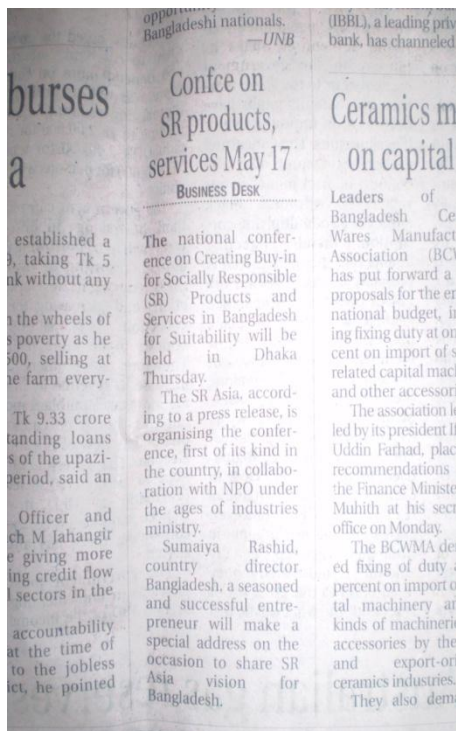 Bangladeshi nationals.
—UNB
burses
a
established a
, taking Tk 5
nk without any
n the wheels of
s poverty as he
500, selling at
he farm every-
Tk 9.33 crore
tanding loans
s of the upazi-
period, said an
Officer and
ch M Jahangir
e giving more
ing credit flow
l sectors in the
accountability
at the time of
to the jobless
ict, he pointed
Confce on
SR products,
services May 17
BUSINESS DESK
The national confer-
ence on Creating Buy-in
for Socially Responsible
(SR) Products and
Services in Bangladesh
for Suitability will be
held in Dhaka
Thursday.
The SR Asia, accord-
ing to a press release, is
organising the confer-
ence, first of its kind in
the country, in collabo-
ration with NPO under
the ages of industries
ministry.
Sumaiya Rashid,
country director
Bangladesh, a seasoned
and successful entre-
preneur will make a
special address on the
occasion to share SR
Asia vision for
Bangladesh.
(IBBL), a leading priv
bank, has channeled
Ceramics m
on capital
Leaders of
Bangladesh Ce
Wares Manufact
Association (BCW
has put forward a
proposals for the en
national budget, in
ing fixing duty at on
cent on import of s
related capital mach
and other accessori
The association le
led by its president If
Uddin Farhad, plac
recommendations
the Finance Ministe
Muhith at his secr
office on Monday.
The BCWMA de
ed fixing of duty a
percent on import o
tal machinery an
kinds of machineri
accessories by the
and export-ori
ceramics industries.
They also dema